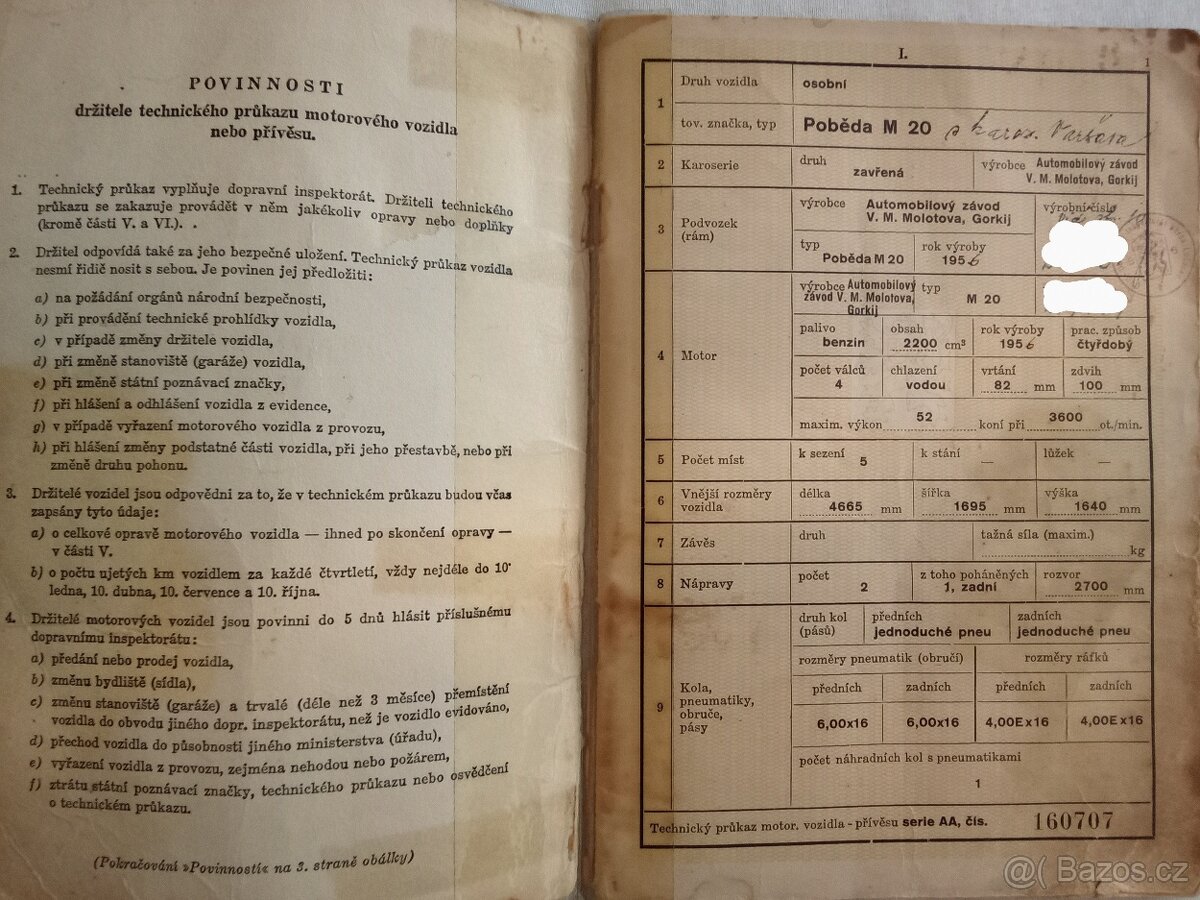 POVINNOSTI
držitele technického průkazu motorového vozidla
nebo přívěsu.
1. Technický průkaz vyplňuje dopravní inspektorát. Držiteli technického
průkazu se zakazuje provádět v něm jakékoliv opravy nebo doplňky
(kromě části V. a VI.). .
2. Držitel odpovídá také za jeho bezpečné uložení. Technický průkaz vozidla
nesmí řidič nosit s sebou. Je povinen jej předložiti:
a) na požádání orgánů národní bezpečnosti,
b) při provádění technické prohlídky vozidla,
c) v případě změny držitele vozidla,
d) při změně stanoviště (garáže) vozidla,
e) při změně státní poznávací značky,
f) při hlášení a odhlášení vozidla z evidence,
g) v případě vyřazení motorového vozidla z provozu,
h) při hlášení změny podstatné části vozidla, při jeho přestavbě, nebo při
změně druhu pohonu.
3. Držitelé vozidel jsou odpovědni za to, že v technickém průkazu budou včas
zapsány tyto údaje:
a) o celkové opravě motorového vozidla — ihned po skončení opravy —
v části V.
b) o počtu ujetých km vozidlem za každé čtvrtletí, vždy nejdéle do 10.
ledna, 10. dubna, 10. července a 10. října.
4. Držitelé motorových vozidel jsou povinni do 5 dnů hlásit příslušnému
dopravnímu inspektorátu:
a) předání nebo prodej vozidla,
b) změnu bydliště (sídla),
c) změnu stanoviště (garáže) a trvalé (déle než 3 měsíce) přemístění
vozidla do obvodu jiného dopr. inspektorátu, než je vozidlo evidováno,
d) přechod vozidla do působnosti jiného ministerstva (úřadu),
e) vyřazení vozidla z provozu, zejména nehodou nebo požárem,
f) ztrátu státní poznávací značky, technického průkazu nebo osvědčení
o technickém průkazu.
(Pokračování »Povinností« na 3. straně obálky)
I.
1
1 Druh vozidla osobní
tov. značka, typ Poběda M 20 s karos. Varšava
2 Karoserie druh zavřená výrobce Automobilový závod
V. M. Molotova, Gorkij
3 Podvozek
(rám)
výrobce Automobilový závod
V. M. Molotova, Gorkij
výrobní číslo
typ Poběda M 20 rok výroby 1956
4 Motor
výrobce Automobilový
závod V. M. Molotova,
Gorkij
typ M 20
palivo benzin obsah 2200 cm³ rok výroby 1956 prac. způsob čtyřdobý
počet válců 4 chlazení vodou vrtání 82 mm zdvih 100 mm
maxim. výkon 52 koní při 3600 ot./min.
5 Počet míst k sezení 5 k stání — lůžek —
6 Vnější rozměry
vozidla
délka 4665 mm šířka 1695 mm výška 1640 mm
7 Závěs druh tažná síla (maxim.) kg
8 Nápravy počet 2 z toho poháněných 1, zadní rozvor 2700 mm
9 Kola,
pneumatiky,
obruče,
pásy
druh kol
(pásů)
předních jednoduché pneu zadních jednoduché pneu
rozměry pneumatik (obručí) rozměry ráfků
předních zadních předních zadních
6,00x16 6,00x16 4,00Ex16 4,00Ex16
počet náhradních kol s pneumatikami
1
Technický průkaz motor. vozidla - přívěsu serie AA, čís. 160707
@( Bazos.cz